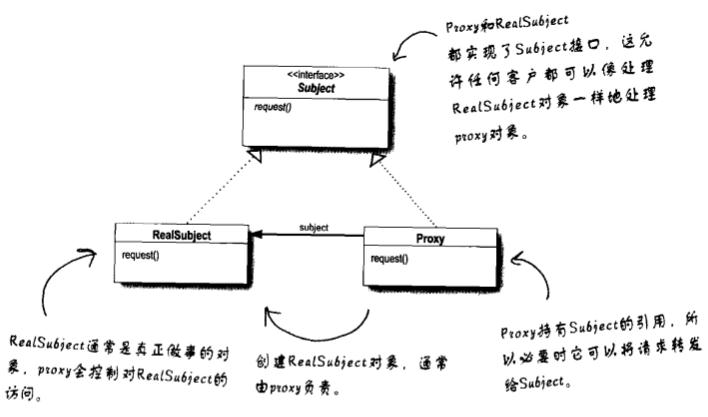 Proxy和RealSubject
都实现了Subject接口，这允
许任何客户都可以像处理
RealSubject对象一样地处理
proxy对象。
<<interface>>
Subject
request()
RealSubject
request()
subject
Proxy
request()
RealSubject通常是真正做事的对
象，proxy会控制对RealSubject的
访问。
创建RealSubject对象，通常
由proxy负责。
Proxy持有Subject的引用，所
以必要时它可以将请求转发
给Subject。